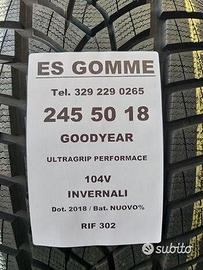 ES GOMME
Tel. 329 229 0265
245 50 18
GOODYEAR
ULTRAGRIP PERFORMACE
104V
INVERNALI
Dot. 2018 / Bat. NUOVO%
RIF 302
subito